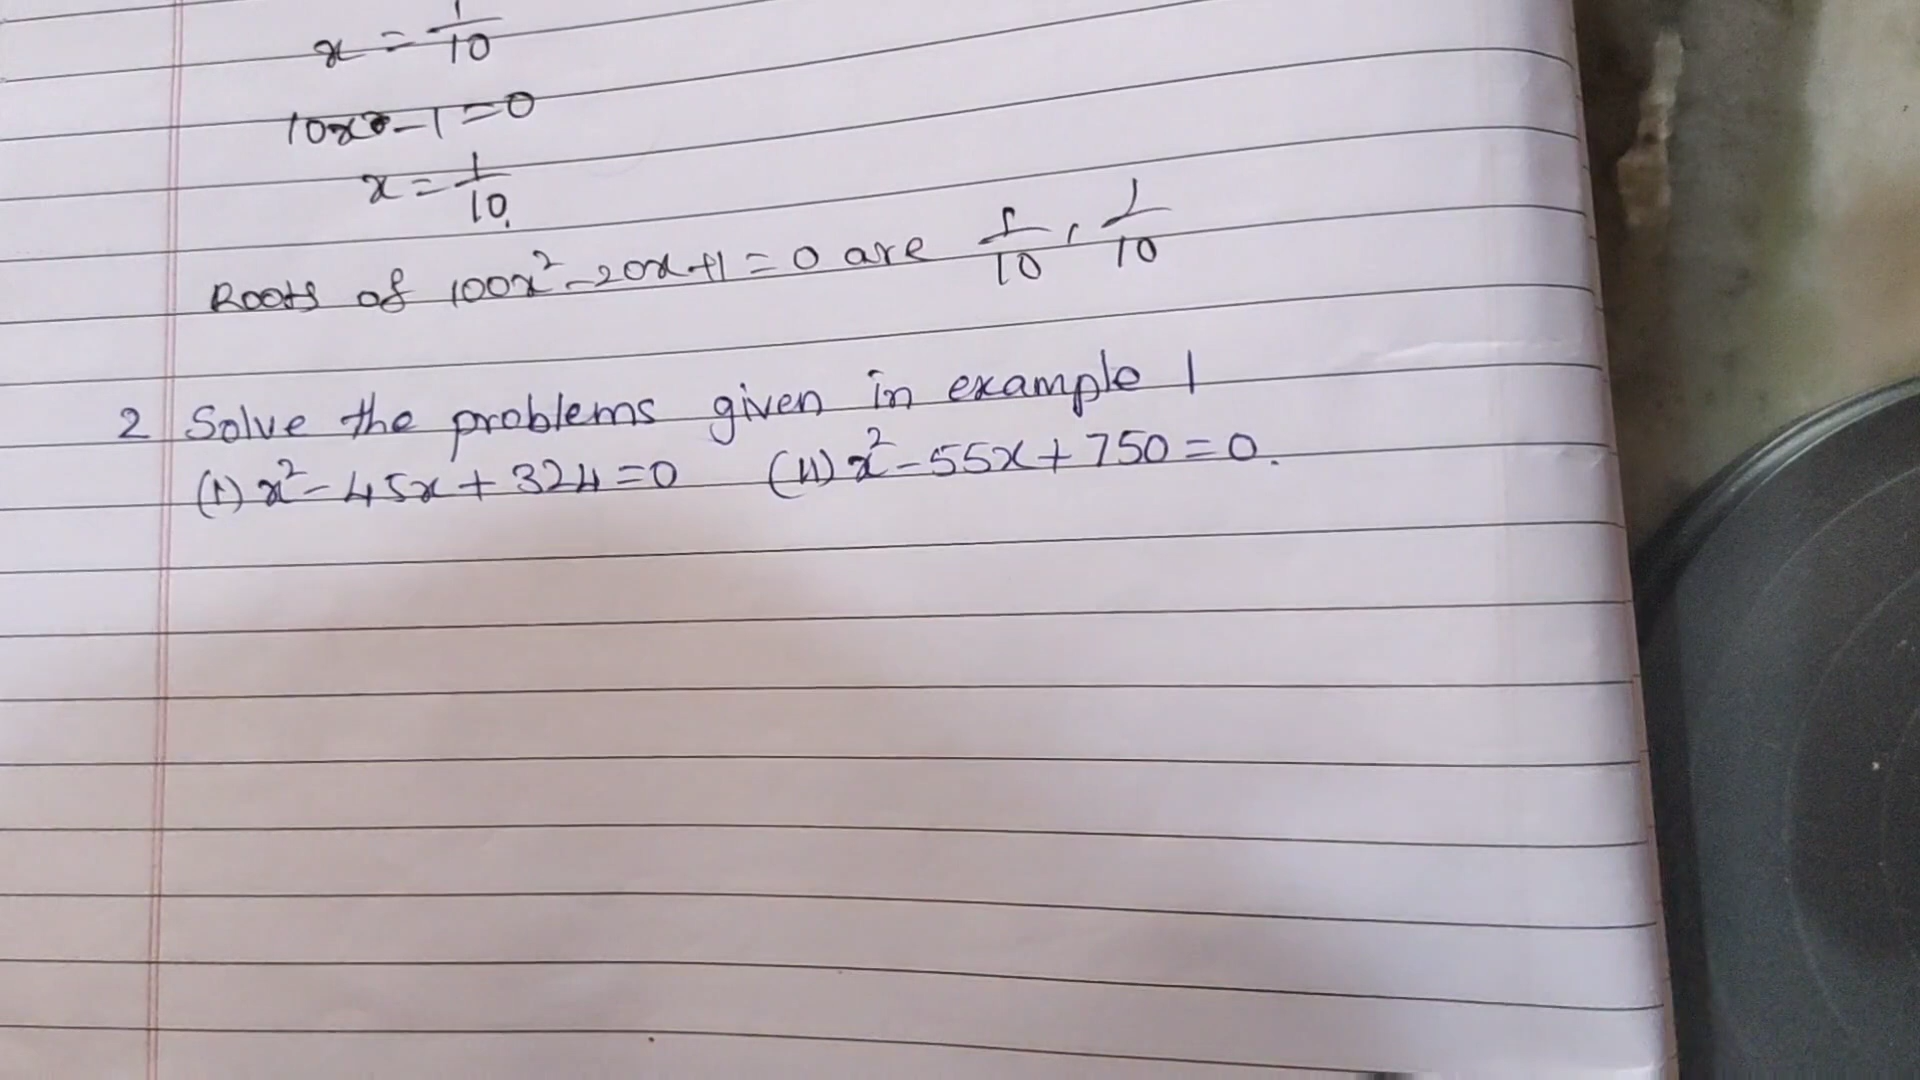 x = 1/10
10x - 1 = 0
x = 1/10.
Roots of 100x² - 20x + 1 = 0 are 1/10, 1/10
2 Solve the problems given in example 1
(i) x² - 45x + 324 = 0 (ii) x² - 55x + 750 = 0.